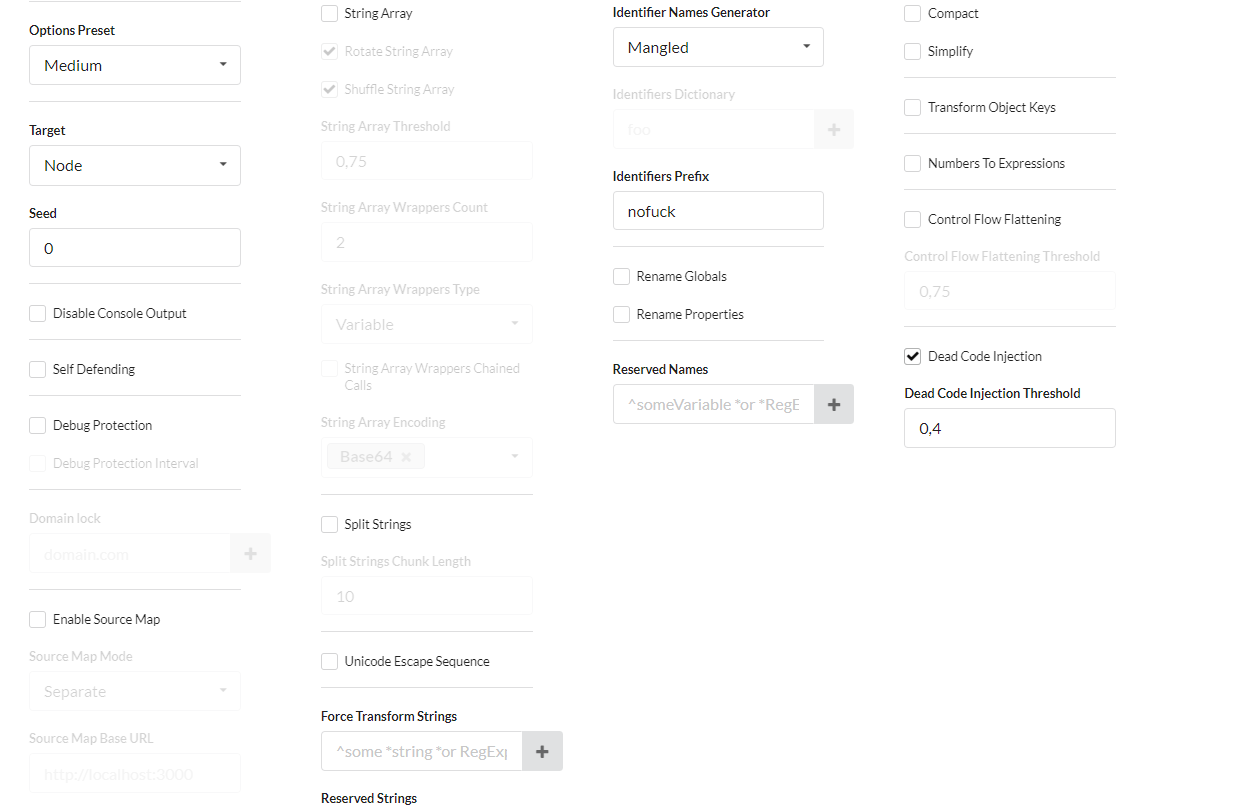 Options Preset
Medium
Target
Node
Seed
0
Disable Console Output
Self Defending
Debug Protection
Debug Protection Interval
Domain lock
domain.com
Enable Source Map
Source Map Mode
Separate
Source Map Base URL
http://localhost:3000
String Array
Rotate String Array
Shuffle String Array
String Array Threshold
0,75
String Array Wrappers Count
2
String Array Wrappers Type
Variable
String Array Wrappers Chained
Calls
String Array Encoding
Base64
Split Strings
Split Strings Chunk Length
10
Unicode Escape Sequence
Force Transform Strings
^some *string *or RegExp
Reserved Strings
Identifier Names Generator
Mangled
Identifiers Dictionary
foo
Identifiers Prefix
nofuck
Rename Globals
Rename Properties
Reserved Names
^someVariable *or *RegE
Compact
Simplify
Transform Object Keys
Numbers To Expressions
Control Flow Flattening
Control Flow Flattening Threshold
0,75
Dead Code Injection
Dead Code Injection Threshold
0,4